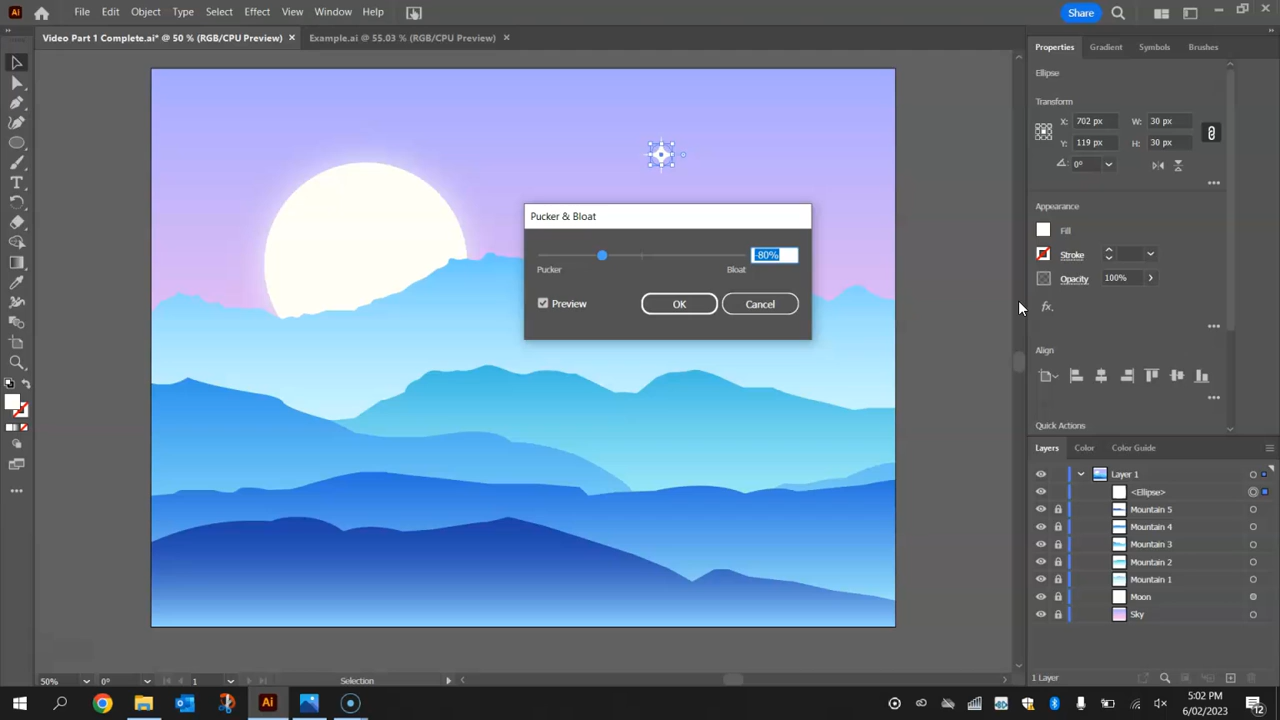 Ai File Edit Object Type Select Effect View Window Help Share
Video Part 1 Complete.ai* @ 50 % (RGB/CPU Preview) × Example.ai @ 55.03 % (RGB/CPU Preview) ×
Properties Gradient Symbols Brushes
Ellipse
Transform
X: 702 px W: 30 px
Y: 119 px H: 30 px
0°
Appearance
Fill
Stroke
Opacity 100%
fx.
Align
Quick Actions
Pucker & Bloat
-80%
Pucker Bloat
Preview OK Cancel
Layers Color Color Guide
Layer 1
<Ellipse>
Mountain 5
Mountain 4
Mountain 3
Mountain 2
Mountain 1
Moon
Sky
1 Layer
50% 0° 1 Selection
Ai
5:02 PM
6/02/2023
12